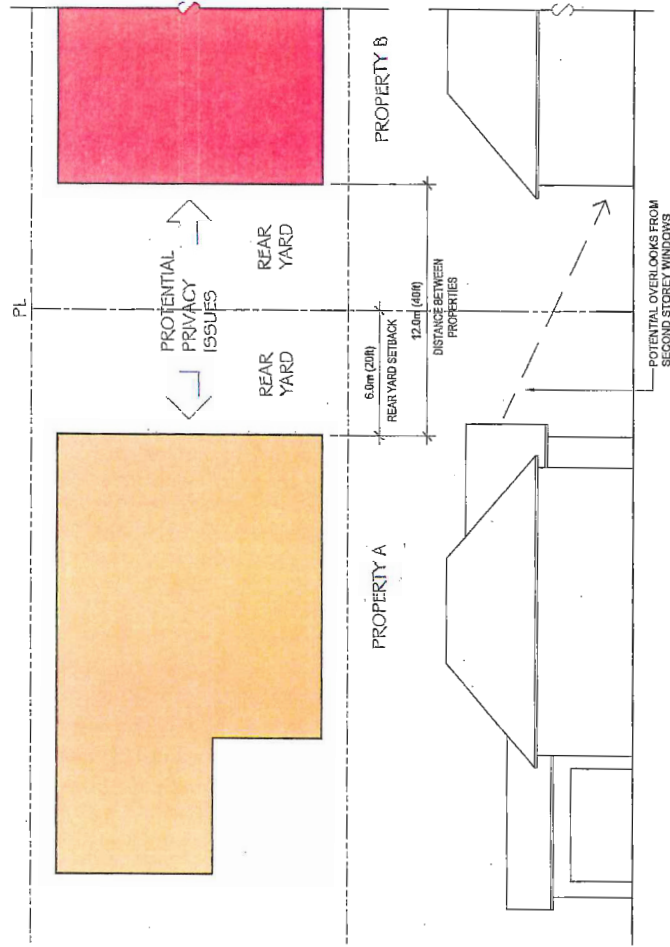 PL
PROTENTIAL
PRIVACY
ISSUES
REAR
YARD
REAR
YARD
6.0m (20ft)
REAR YARD SETBACK
12.0m (40ft)
DISTANCE BETWEEN
PROPERTIES
PROPERTY A
PROPERTY B
POTENTIAL OVERLOOKS FROM
SECOND STOREY WINDOWS